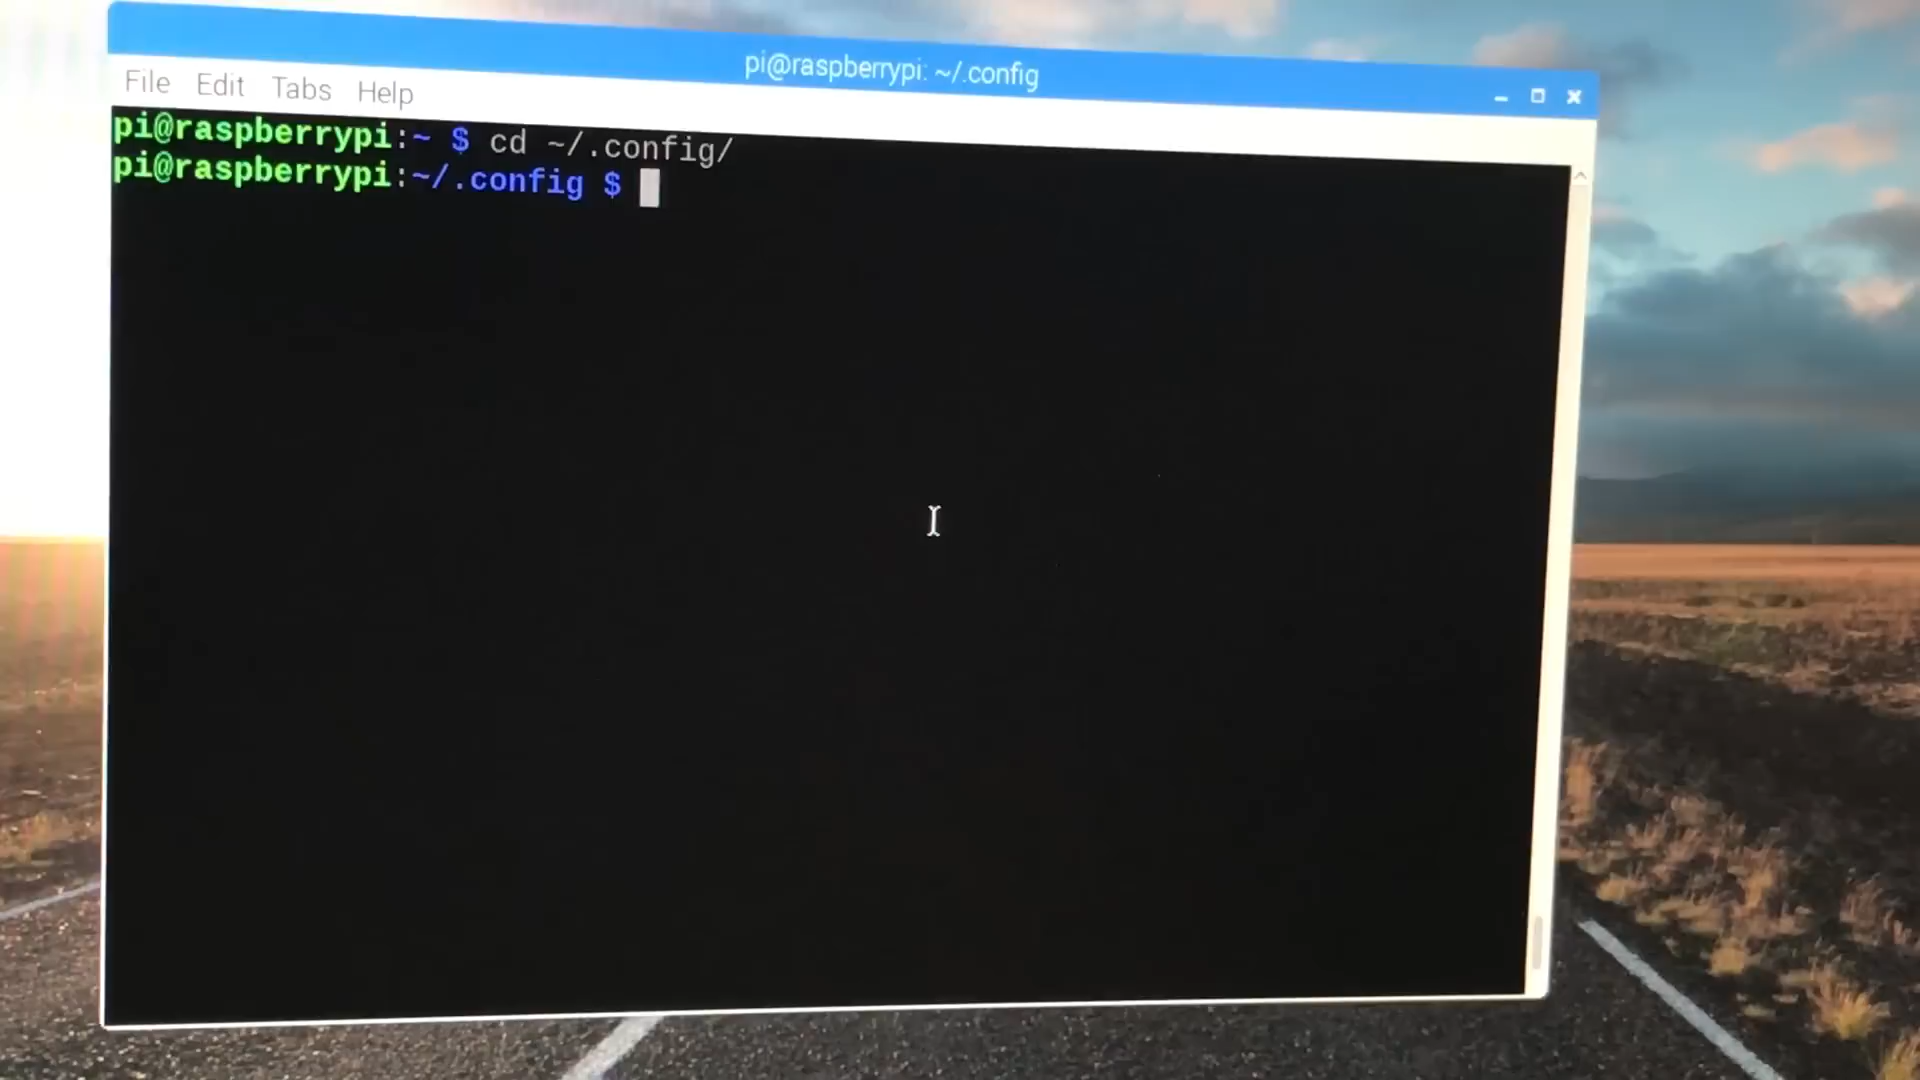 pi@raspberrypi: ~/.config
File Edit Tabs Help
pi@raspberrypi:~ $ cd ~/.config/
pi@raspberrypi:~/.config $